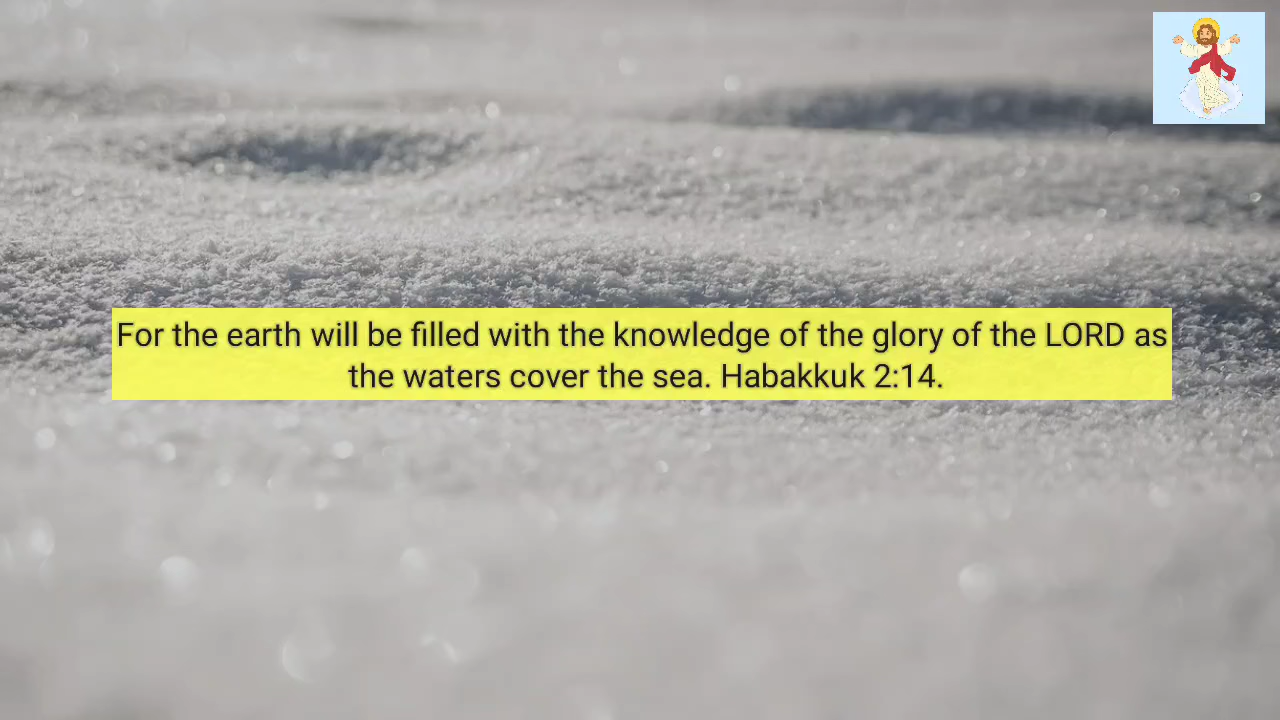 For the earth will be filled with the knowledge of the glory of the LORD as
the waters cover the sea. Habakkuk 2:14.